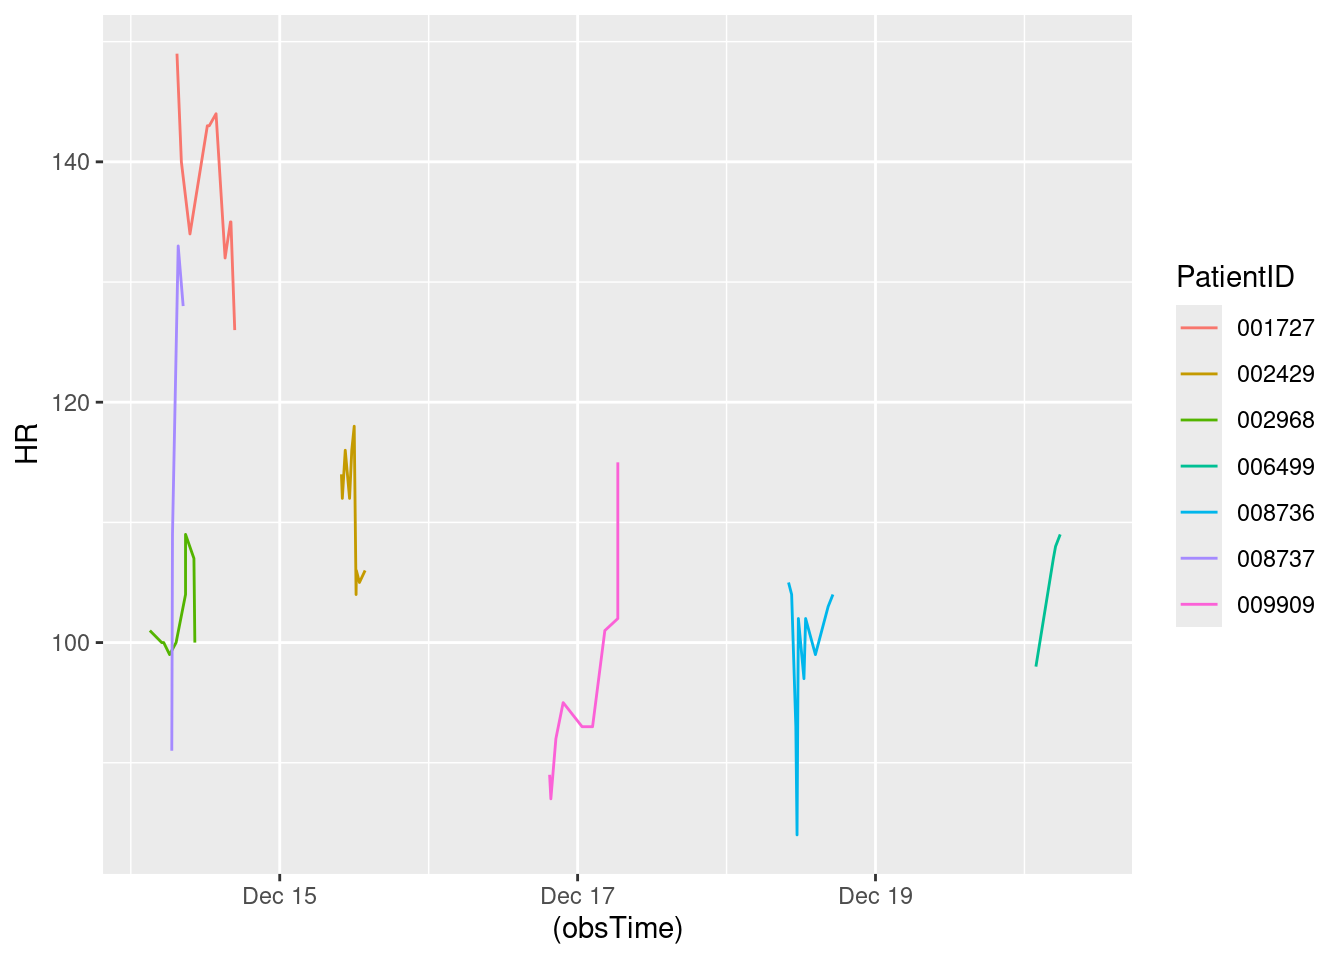 140
120
100
HR
Dec 15
Dec 17
Dec 19
(obsTime)
PatientID
001727
002429
002968
006499
008736
008737
009909